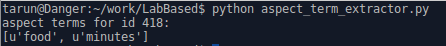 tarun@Danger:~/work/LabBased$ python aspect_term_extractor.py
aspect terms for id 418:
[u'food', u'minutes']